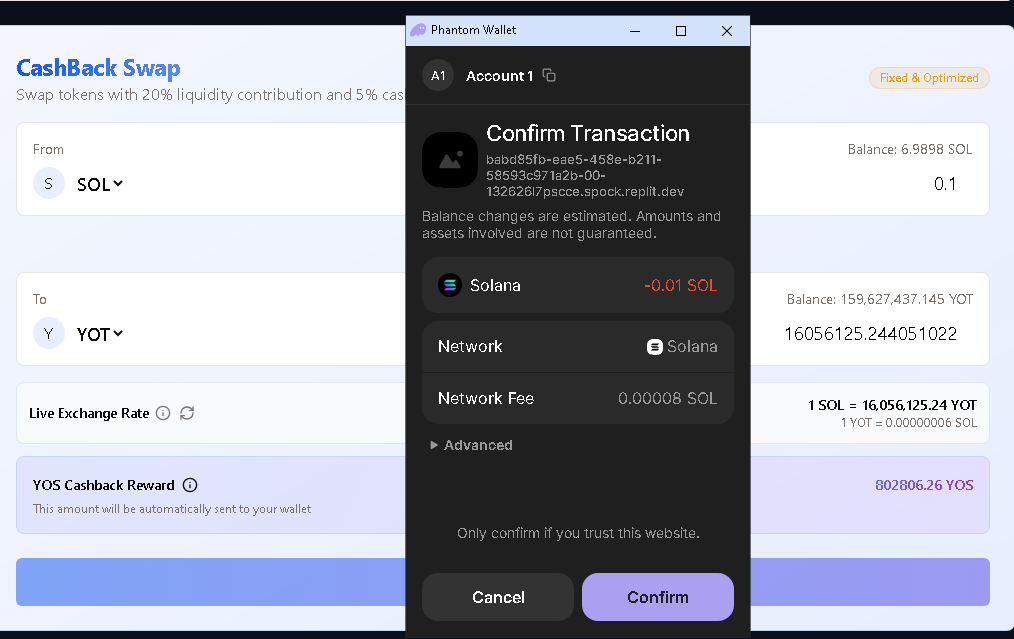 Phantom Wallet
CashBack Swap
Swap tokens with 20% liquidity contribution and 5% cas
Fixed & Optimized
From
Balance: 6.9898 SOL
S SOL
0.1
To
Balance: 159,627,437.145 YOT
Y YOT
16056125.244051022
Live Exchange Rate
1 SOL = 16,056,125.24 YOT
1 YOT = 0.00000006 SOL
YOS Cashback Reward
802806.26 YOS
This amount will be automatically sent to your wallet
A1 Account 1
Confirm Transaction
babd85fb-eae5-458e-b211-
58593c971a2b-00-
132626l7pscce.spock.replit.dev
Balance changes are estimated. Amounts and
assets involved are not guaranteed.
Solana -0.01 SOL
Network Solana
Network Fee 0.00008 SOL
Advanced
Only confirm if you trust this website.
Cancel Confirm